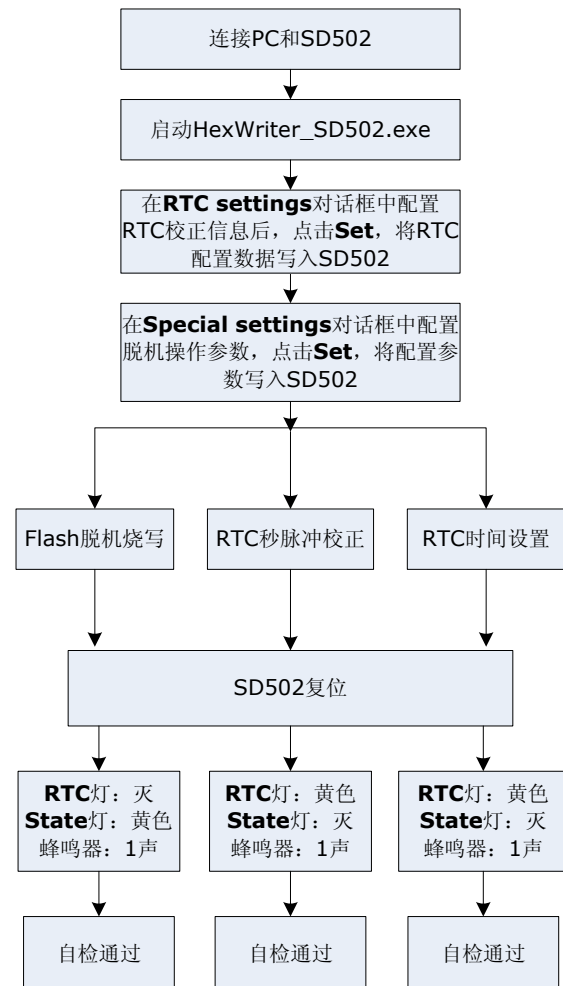 连接PC和SD502
启动HexWriter_SD502.exe
在RTC settings对话框中配置
RTC校正信息后，点击Set，将RTC
配置数据写入SD502
在Special settings对话框中配置
脱机操作参数，点击Set，将配置参
数写入SD502
Flash脱机烧写
RTC秒脉冲校正
RTC时间设置
SD502复位
RTC灯：灭
State灯：黄色
蜂鸣器：1声
RTC灯：黄色
State灯：灭
蜂鸣器：1声
RTC灯：黄色
State灯：灭
蜂鸣器：1声
自检通过
自检通过
自检通过